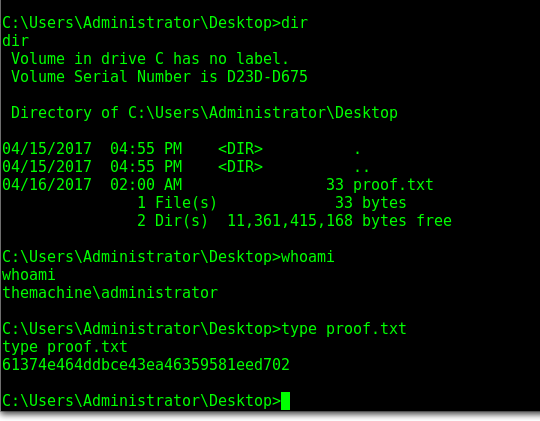 C:\Users\Administrator\Desktop>dir
dir
 Volume in drive C has no label.
 Volume Serial Number is D23D-D675

 Directory of C:\Users\Administrator\Desktop

04/15/2017  04:55 PM    <DIR>          .
04/15/2017  04:55 PM    <DIR>          ..
04/16/2017  02:00 AM                33 proof.txt
               1 File(s)             33 bytes
               2 Dir(s)  11,361,415,168 bytes free

C:\Users\Administrator\Desktop>whoami
whoami
themachine\administrator

C:\Users\Administrator\Desktop>type proof.txt
type proof.txt
61374e464ddbce43ea46359581eed702

C:\Users\Administrator\Desktop>